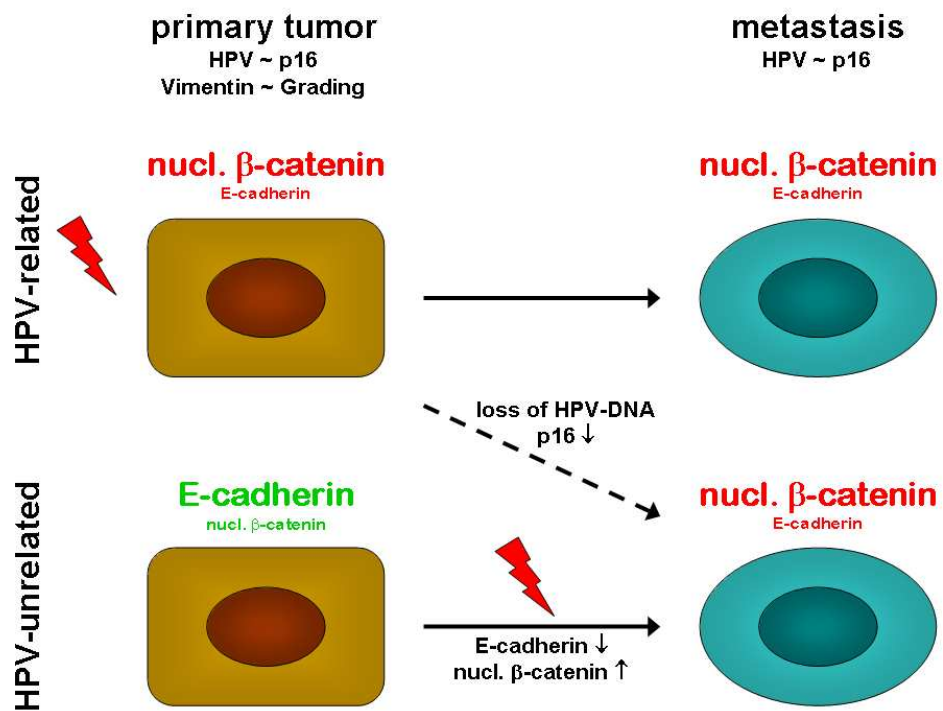 primary tumor
HPV ~ p16
Vimentin ~ Grading
metastasis
HPV ~ p16
HPV-related
nucl. β-catenin
E-cadherin
nucl. β-catenin
E-cadherin
loss of HPV-DNA
p16 ↓
HPV-unrelated
E-cadherin
nucl. β-catenin
nucl. β-catenin
E-cadherin
E-cadherin ↓
nucl. β-catenin ↑